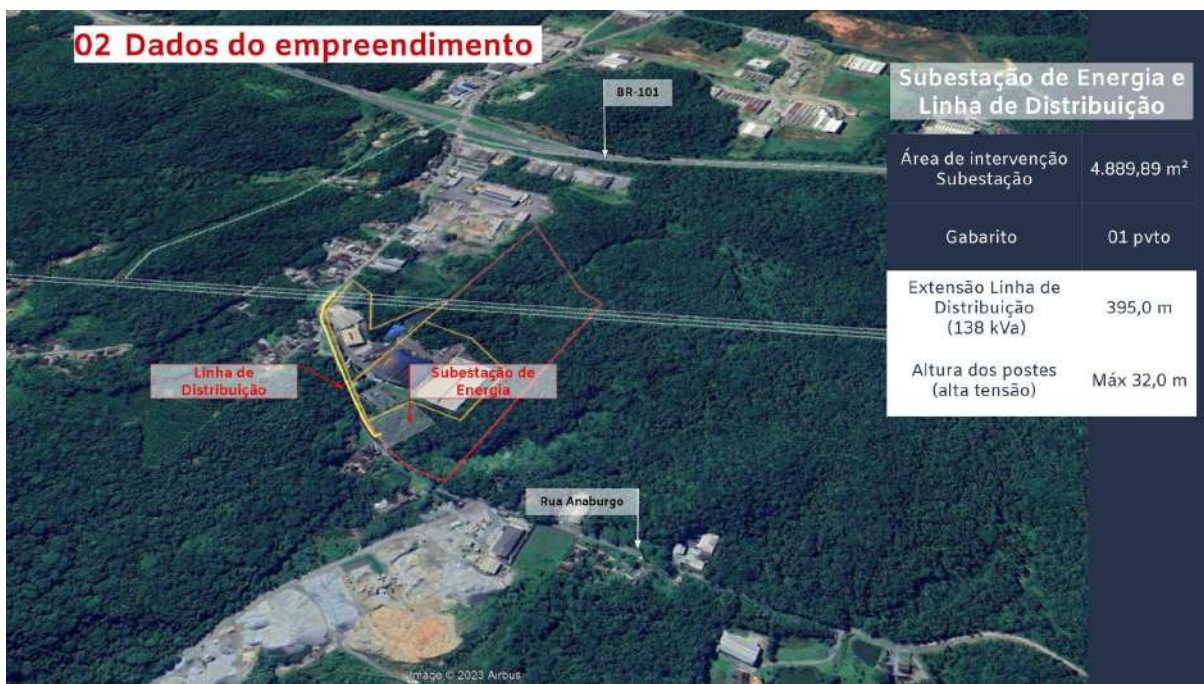 02 Dados do empreendimento
BR-101
Subestação de Energia e
Linha de Distribuição
Área de intervenção
Subestação
4.889,89 m²
Gabarito
01 pvto
Extensão Linha de
Distribuição
(138 kVa)
395,0 m
Altura dos postes
(alta tensão)
Máx 32,0 m
Linha de
Distribuição
Subestação de
Energia
Rua Anaburgo
Image © 2023 Airbus